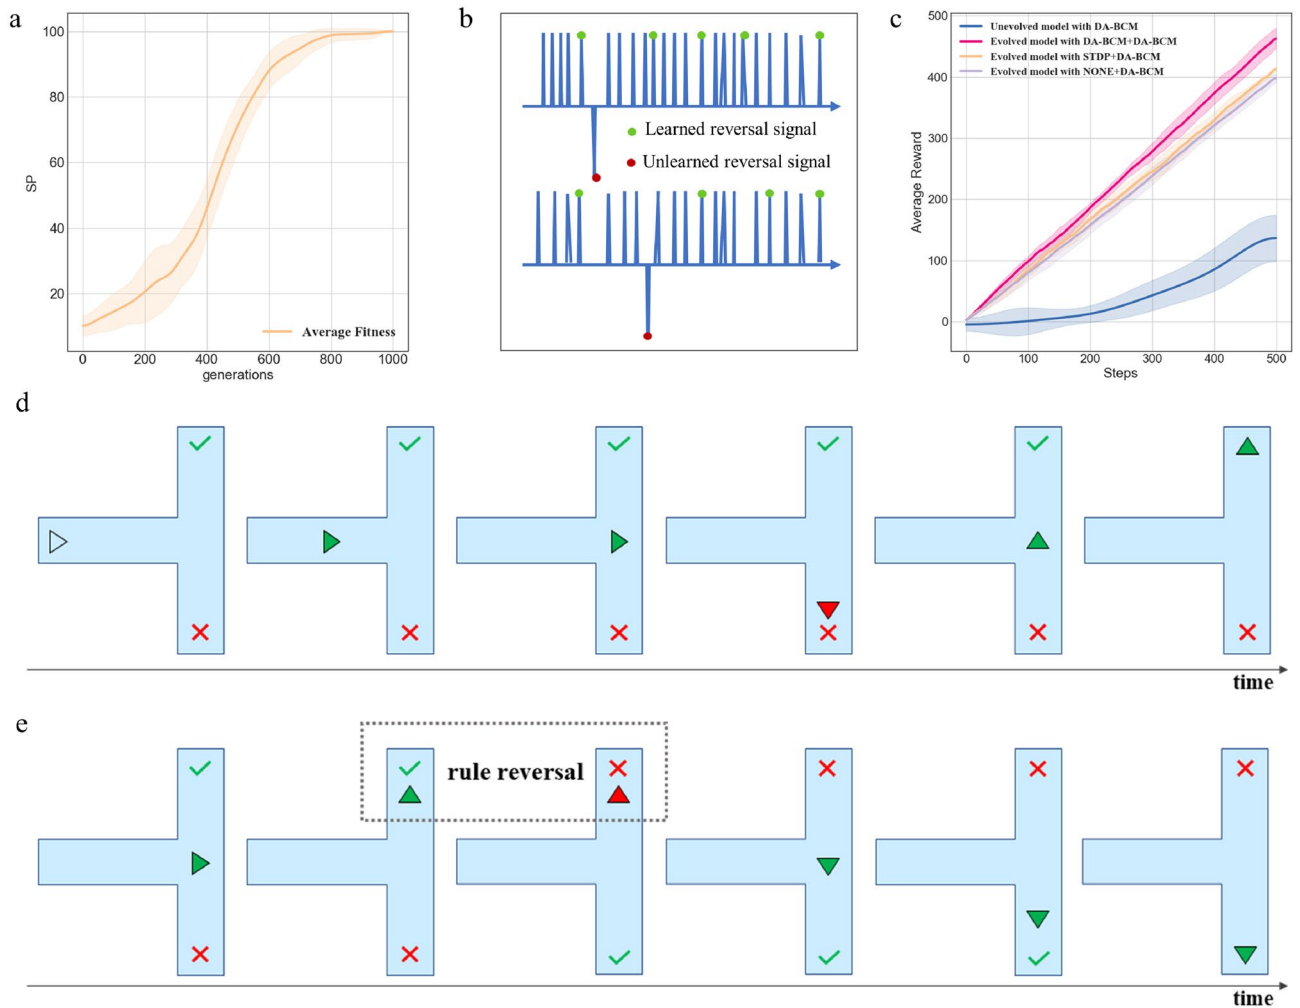 a
100
80
60
40
20
SP
0 200 400 600 800 1000
generations
Average Fitness
b
Learned reversal signal
Unlearned reversal signal
c
500
400
300
200
100
0
Average Reward
0 100 200 300 400 500
Steps
Unevolved model with DA-BCM
Evolved model with DA-BCM+DA-BCM
Evolved model with STDP+DA-BCM
Evolved model with NONE+DA-BCM
d
time
e
rule reversal
time